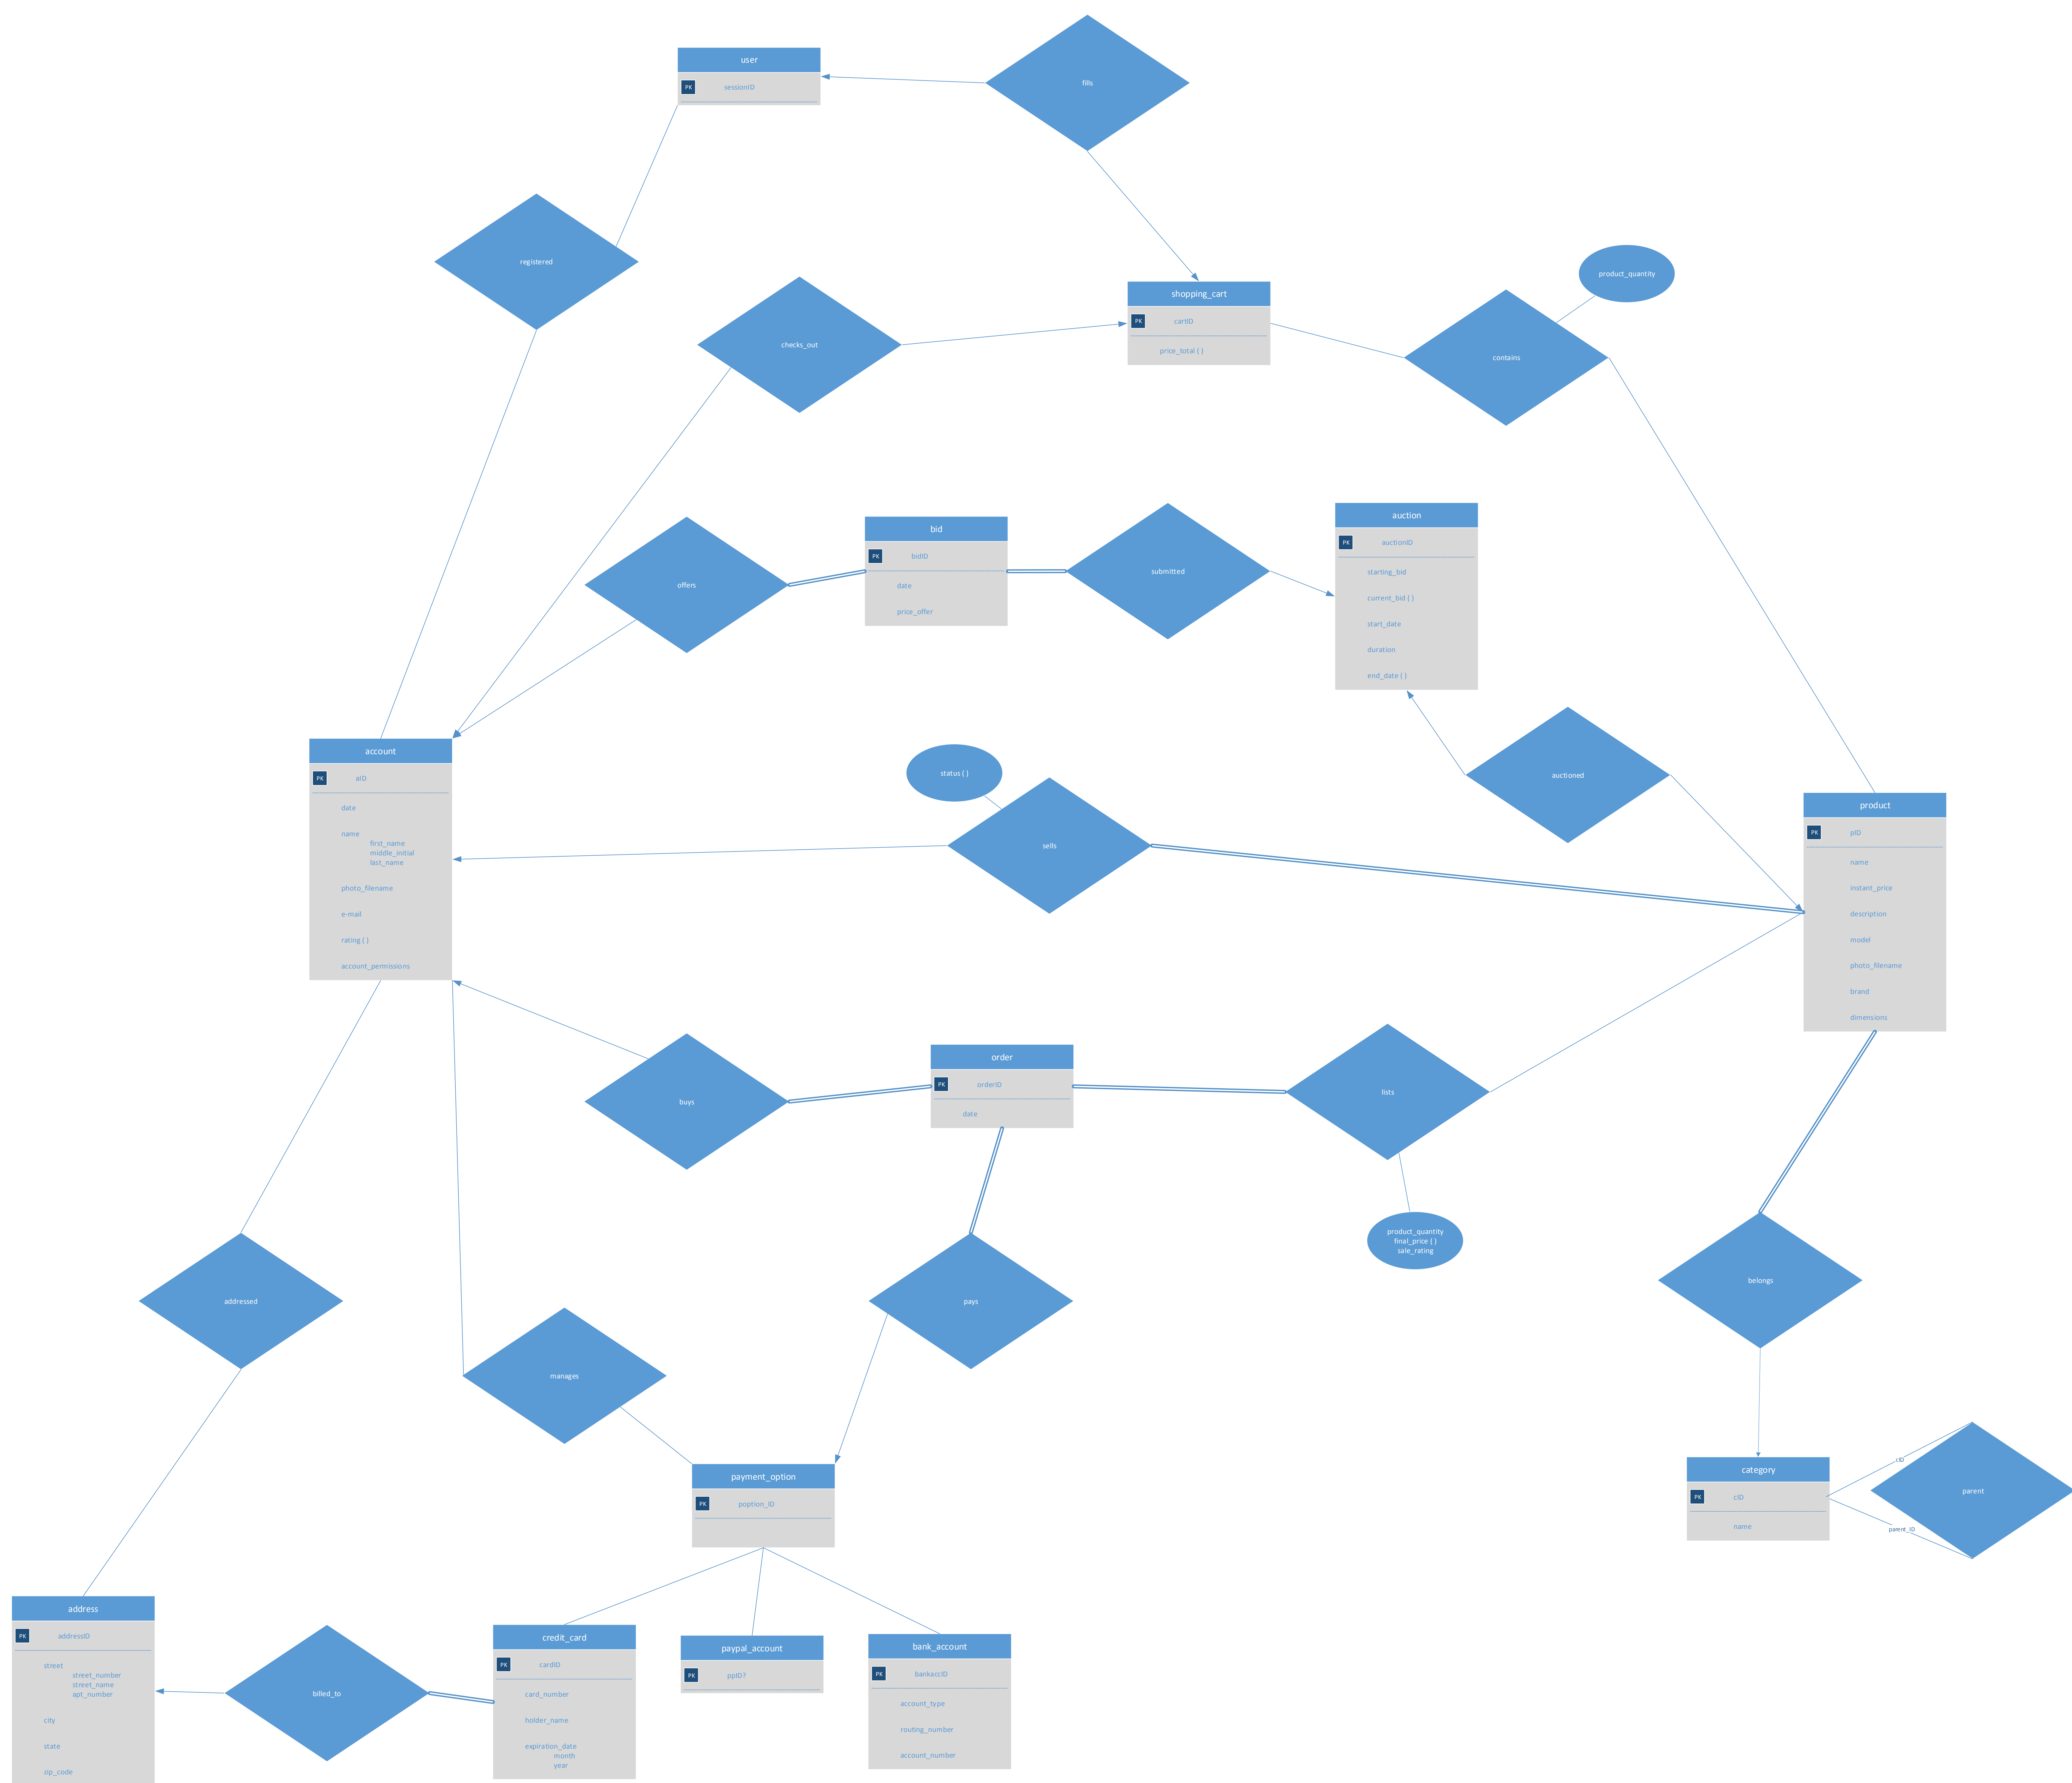 user
PK sessionID
fills
registered
shopping_cart
PK cartID
price_total ( )
product_quantity
checks_out
contains
bid
PK bidID
date
price_offer
offers
submitted
auction
PK auctionID
starting_bid
current_bid ( )
start_date
duration
end_date ( )
account
PK aID
date
name
first_name
middle_initial
last_name
photo_filename
e-mail
rating ( )
account_permissions
status ( )
sells
auctioned
product
PK pID
name
instant_price
description
model
photo_filename
brand
dimensions
buys
order
PK orderID
date
lists
product_quantity
final_price ( )
sale_rating
addressed
manages
pays
belongs
payment_option
PK poption_ID
category
PK cID
name
cID
parent
parent_ID
address
PK addressID
street
street_number
street_name
apt_number
city
state
zip_code
billed_to
credit_card
PK cardID
card_number
holder_name
expiration_date
month
year
paypal_account
PK ppID?
bank_account
PK bankaccID
account_type
routing_number
account_number